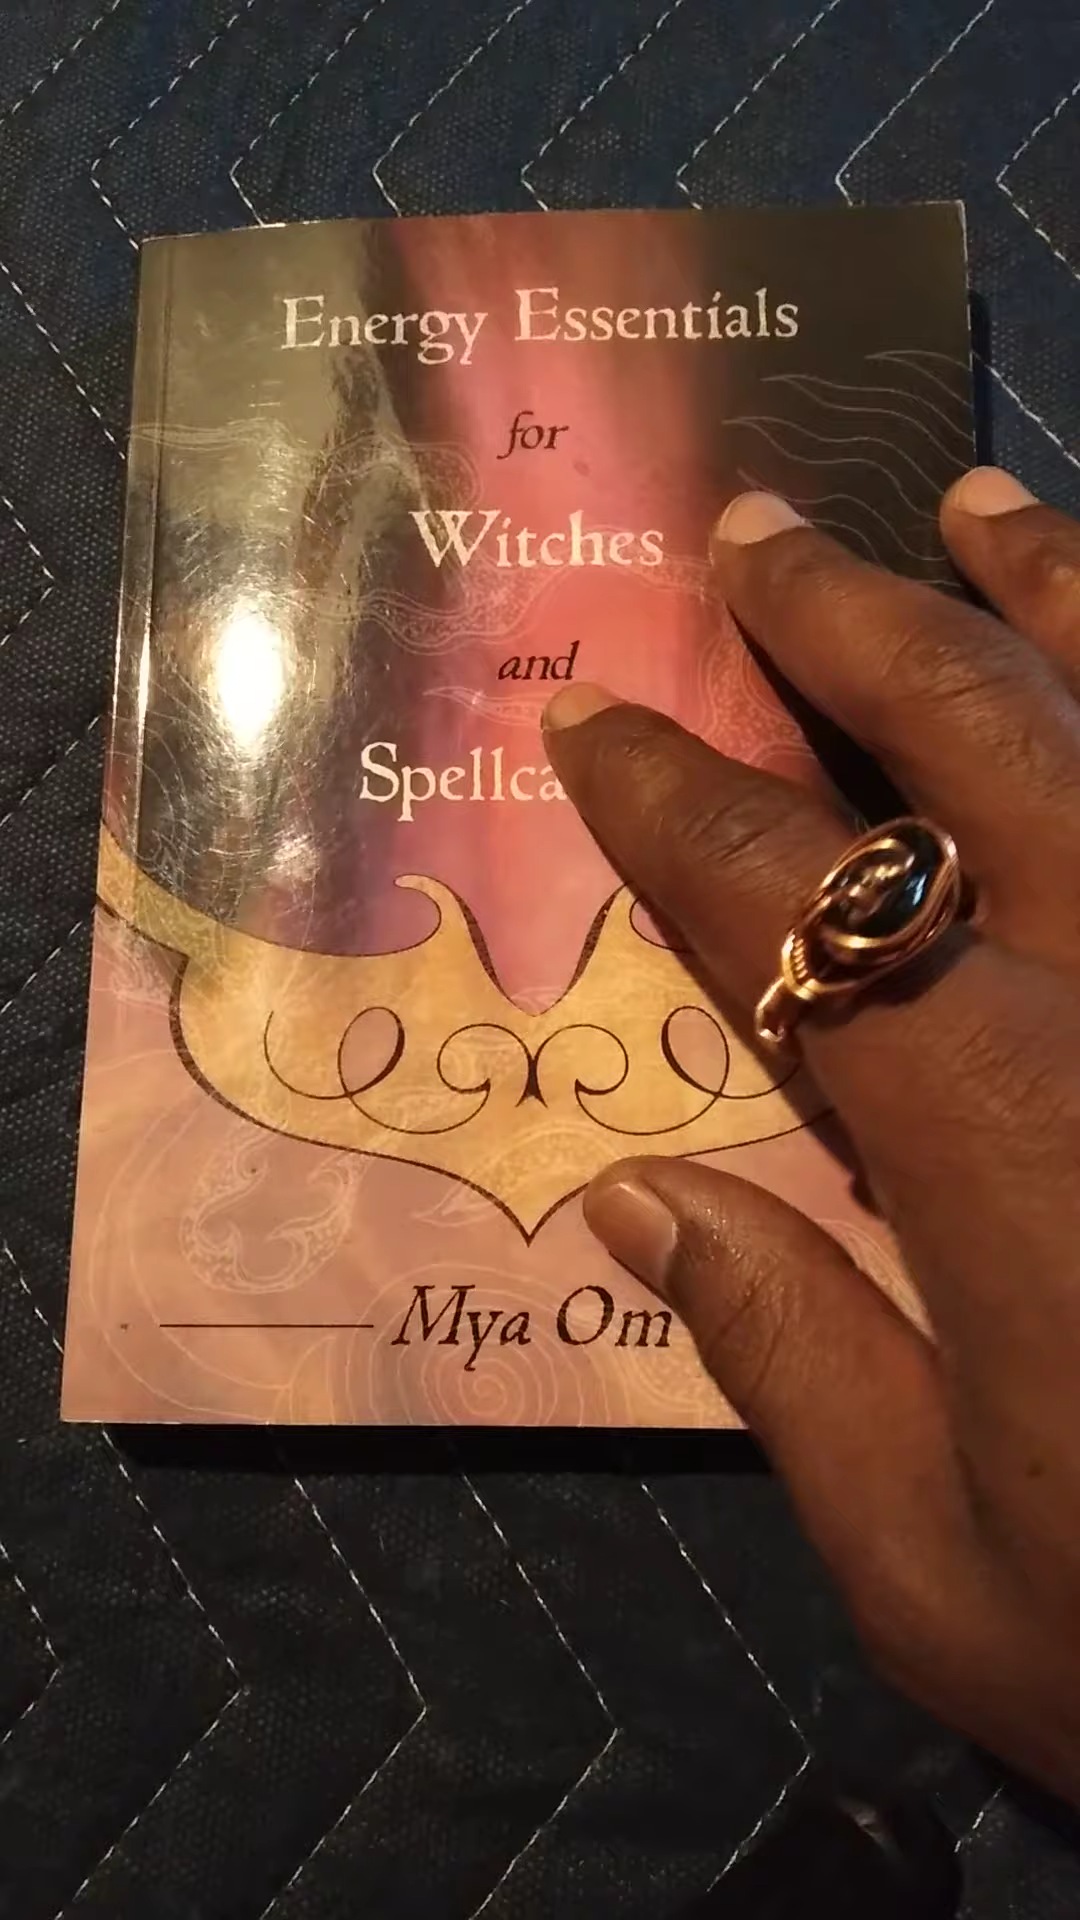 Energy Essentials
for
Witches
and
Spellca
Mya Om